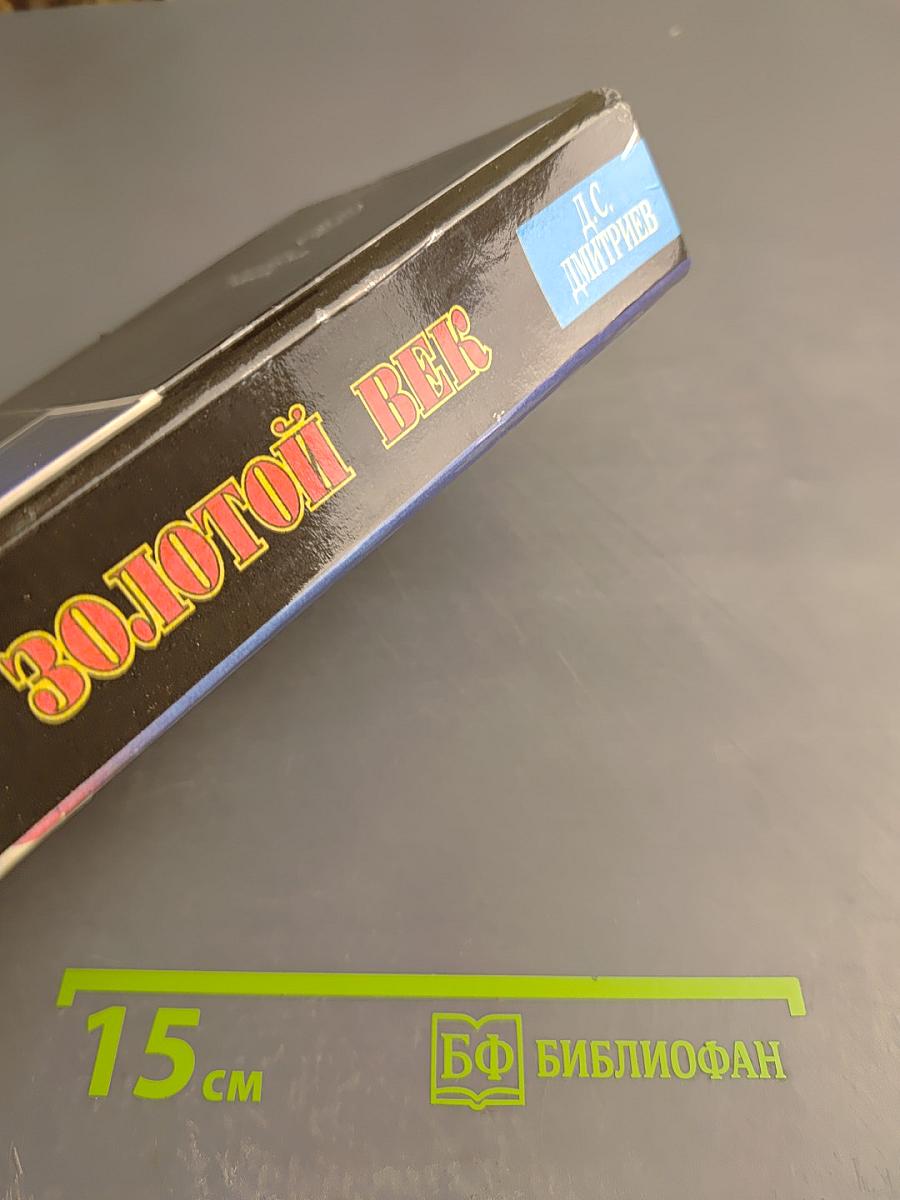 Д.С.
ДМИТРИЕВ
ЗОЛОТОЙ ВЕК
15 см
БФ БИБЛИОФАН